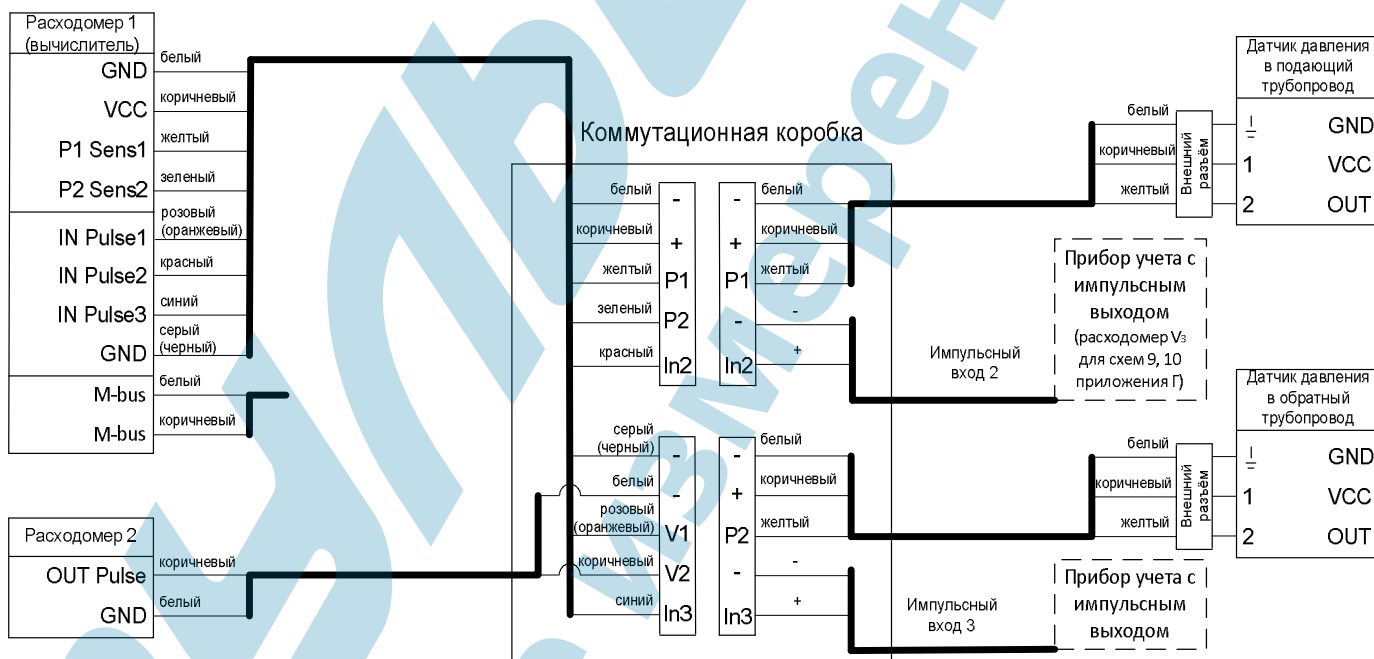 Расходомер 1
(вычислитель)
GND
белый
VCC
коричневый
P1 Sens1
желтый
P2 Sens2
зеленый
IN Pulse1
розовый
(оранжевый)
IN Pulse2
красный
IN Pulse3
синий
GND
серый
(черный)
M-bus
белый
M-bus
коричневый
Расходомер 2
OUT Pulse
коричневый
GND
белый
Коммутационная коробка
белый
-
коричневый
+
желтый
P1
зеленый
P2
красный
In2
-
белый
+
коричневый
P1
желтый
-
-
In2
+
Импульсный
вход 2
серый
(черный)
-
белый
-
розовый
(оранжевый)
V1
коричневый
V2
синий
In3
-
белый
+
коричневый
P2
желтый
-
-
In3
+
Импульсный
вход 3
белый
коричневый
желтый
Внешний
разъём
Датчик давления
в подающий
трубопровод
GND
1 VCC
2 OUT
Прибор учета с
импульсным
выходом
(расходомер V3
для схем 9, 10
приложения Г)
белый
коричневый
желтый
Внешний
разъём
Датчик давления
в обратный
трубопровод
GND
1 VCC
2 OUT
Прибор учета с
импульсным
выходом